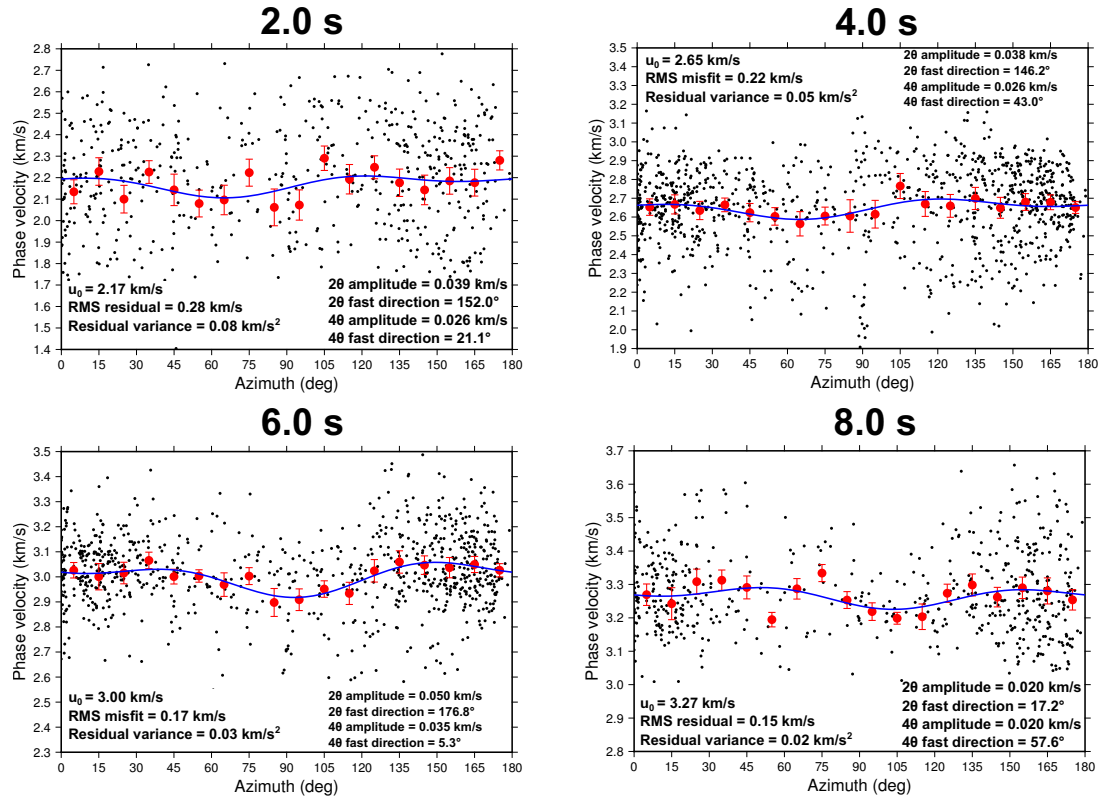 2.0 s
2.8
2.7
2.6
2.5
2.4
2.3
2.2
2.1
2.0
1.9
1.8
1.7
1.6
1.5
1.4
Phase velocity (km/s)
u0 = 2.17 km/s
RMS residual = 0.28 km/s
Residual variance = 0.08 km/s²
2θ amplitude = 0.039 km/s
2θ fast direction = 152.0°
4θ amplitude = 0.026 km/s
4θ fast direction = 21.1°
0 15 30 45 60 75 90 105 120 135 150 165 180
Azimuth (deg)
4.0 s
3.5
3.4
3.3
3.2
3.1
3.0
2.9
2.8
2.7
2.6
2.5
2.4
2.3
2.2
2.1
2.0
1.9
Phase velocity (km/s)
u0 = 2.65 km/s
RMS misfit = 0.22 km/s
Residual variance = 0.05 km/s²
2θ amplitude = 0.038 km/s
2θ fast direction = 146.2°
4θ amplitude = 0.026 km/s
4θ fast direction = 43.0°
0 15 30 45 60 75 90 105 120 135 150 165 180
Azimuth (deg)
6.0 s
3.5
3.4
3.3
3.2
3.1
3.0
2.9
2.8
2.7
2.6
2.5
2.4
2.3
Phase velocity (km/s)
u0 = 3.00 km/s
RMS misfit = 0.17 km/s
Residual variance = 0.03 km/s²
2θ amplitude = 0.050 km/s
2θ fast direction = 176.8°
4θ amplitude = 0.035 km/s
4θ fast direction = 5.3°
0 15 30 45 60 75 90 105 120 135 150 165 180
Azimuth (deg)
8.0 s
3.7
3.6
3.5
3.4
3.3
3.2
3.1
3.0
2.9
2.8
Phase velocity (km/s)
u0 = 3.27 km/s
RMS residual = 0.15 km/s
Residual variance = 0.02 km/s²
2θ amplitude = 0.020 km/s
2θ fast direction = 17.2°
4θ amplitude = 0.020 km/s
4θ fast direction = 57.6°
0 15 30 45 60 75 90 105 120 135 150 165 180
Azimuth (deg)